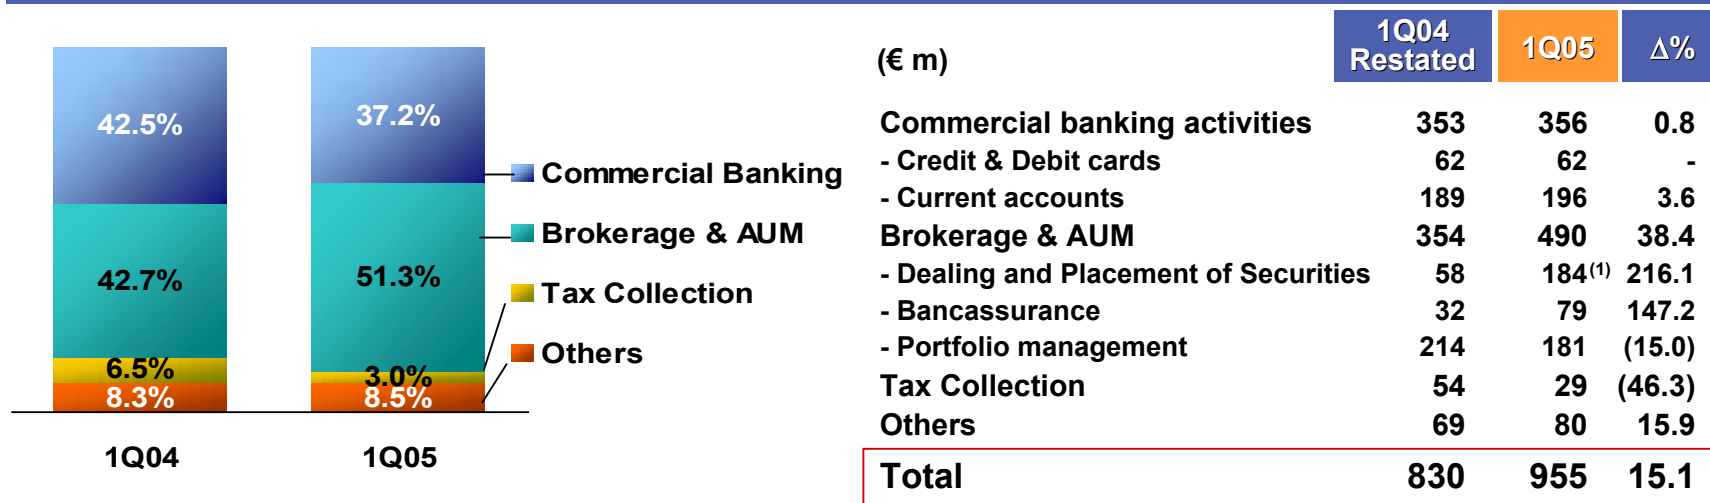 42.5%
42.7%
6.5%
8.3%
1Q04
37.2%
51.3%
3.0%
8.5%
1Q05
Commercial Banking
Brokerage & AUM
Tax Collection
Others
(€ m) 1Q04 Restated 1Q05 Δ%
Commercial banking activities 353 356 0.8
- Credit & Debit cards 62 62 -
- Current accounts 189 196 3.6
Brokerage & AUM 354 490 38.4
- Dealing and Placement of Securities 58 184(1) 216.1
- Bancassurance 32 79 147.2
- Portfolio management 214 181 (15.0)
Tax Collection 54 29 (46.3)
Others 69 80 15.9
Total 830 955 15.1